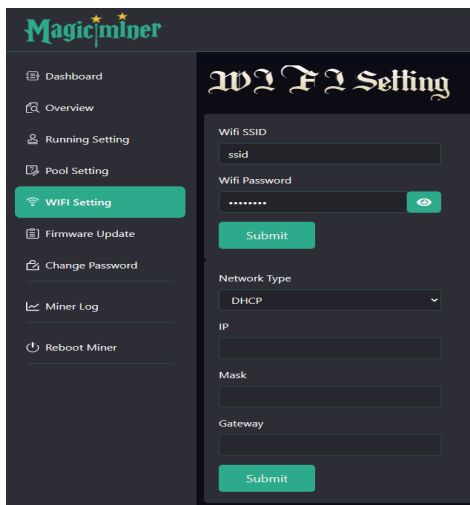 Magicminer
Dashboard
Overview
Running Setting
Pool Setting
WIFI Setting
Firmware Update
Change Password
Miner Log
Reboot Miner
WIFI Setting
Wifi SSID
ssid
Wifi Password
••••••••
Submit
Network Type
DHCP
IP
Mask
Gateway
Submit